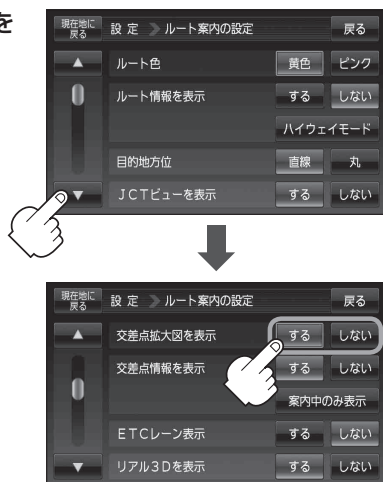 を
現在地に戻る 設 定 ルート案内の設定 戻る
▲ ルート色 黄色 ピンク
ルート情報を表示 する しない
ハイウェイモード
目的地方位 直線 丸
▼ JCTビューを表示 する しない
現在地に戻る 設 定 ルート案内の設定 戻る
▲ 交差点拡大図を表示 する しない
交差点情報を表示 する しない
案内中のみ表示
ETCレーン表示 する しない
▼ リアル3Dを表示 する しない